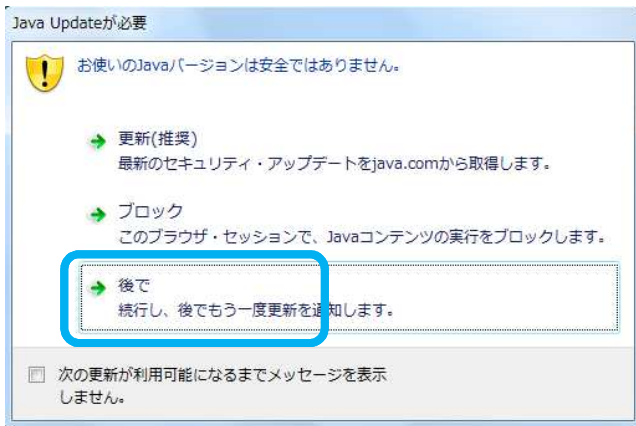 Java Updateが必要
お使いのJavaバージョンは安全ではありません。
更新(推奨)
最新のセキュリティ・アップデートをjava.comから取得します。
ブロック
このブラウザ・セッションで、Javaコンテンツの実行をブロックします。
後で
続行し、後でもう一度更新を通知します。
次の更新が利用可能になるまでメッセージを表示
しません。